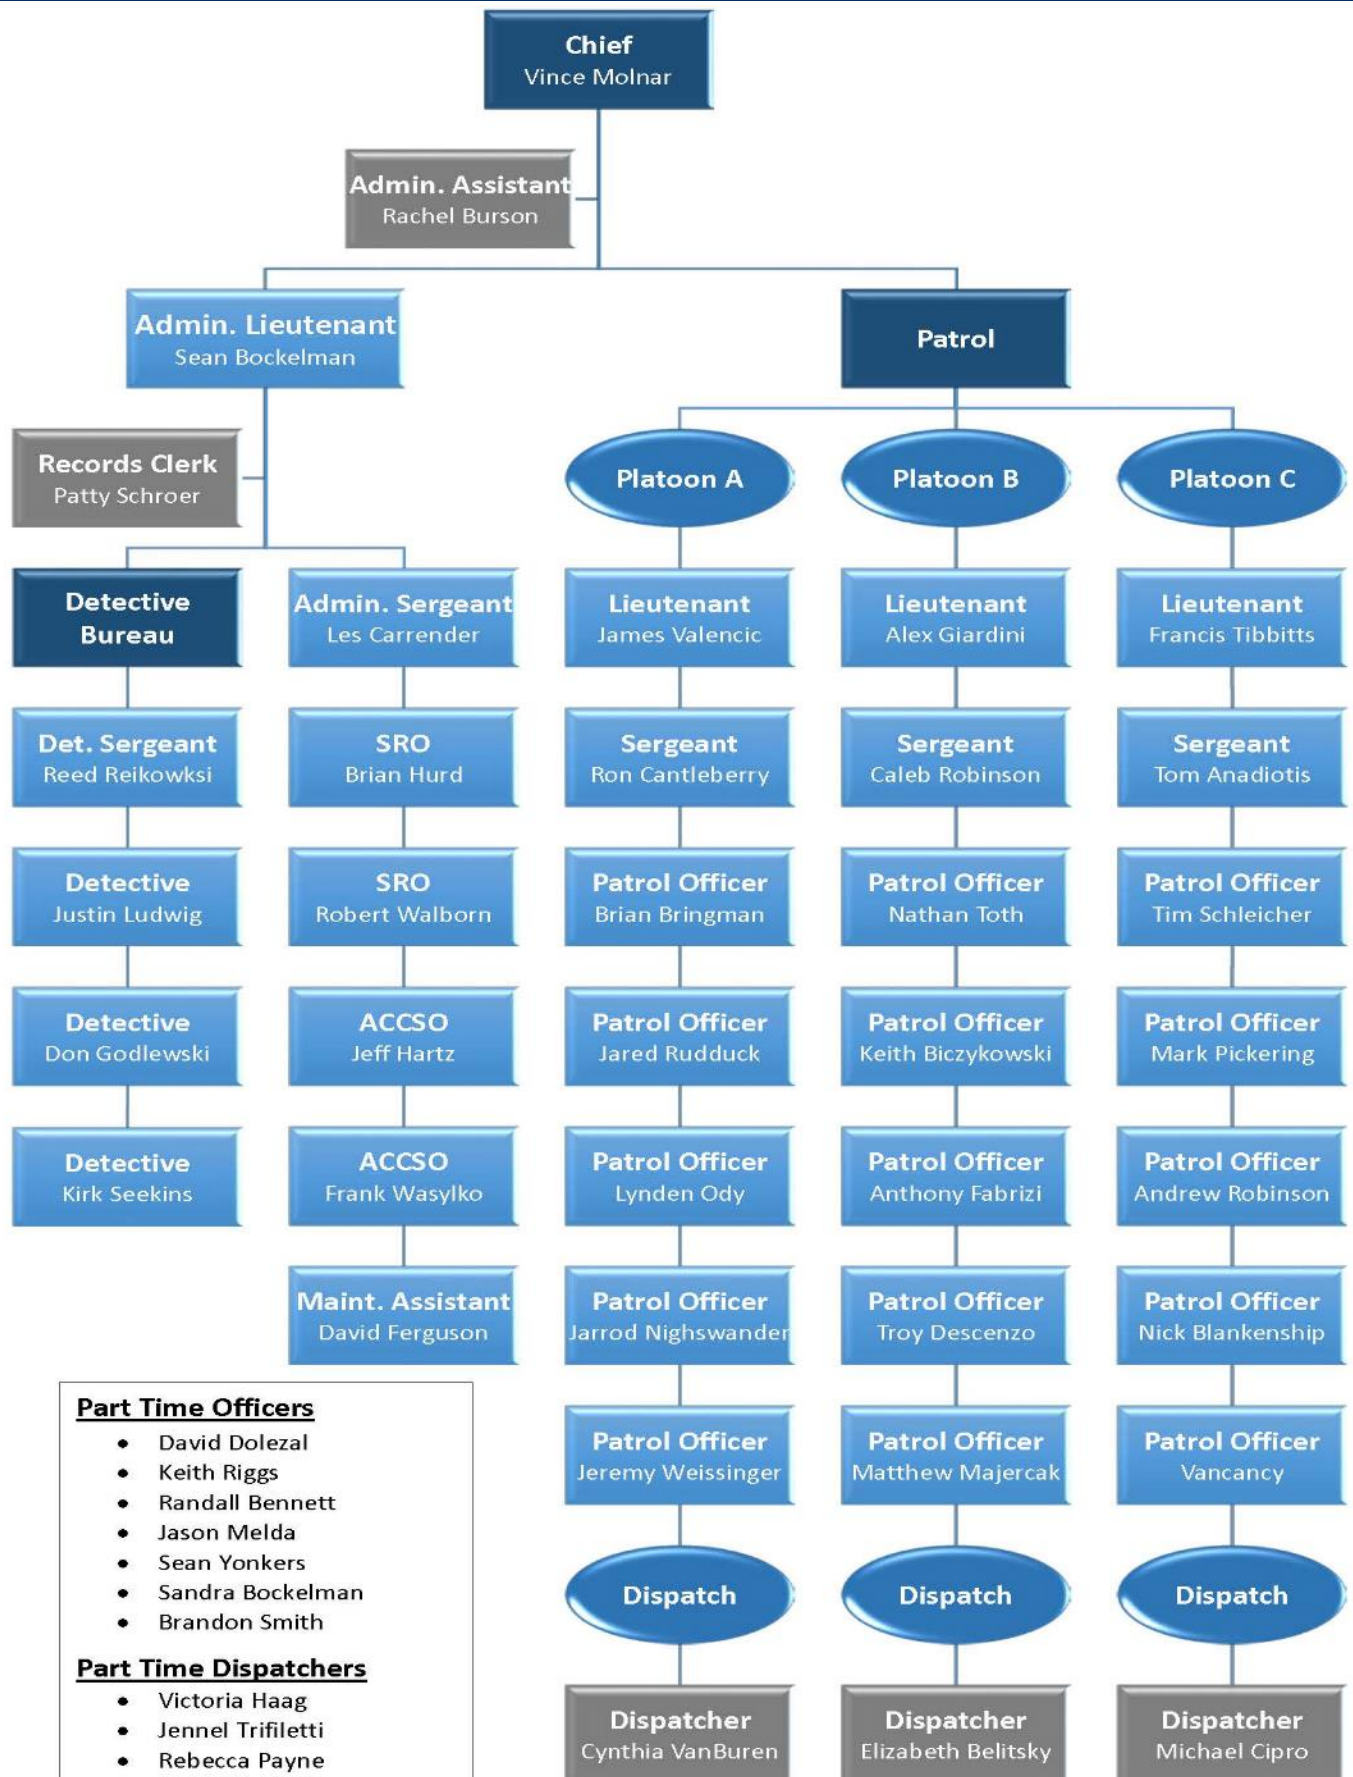 Chief
Vince Molnar
Admin. Assistant
Rachel Burson
Admin. Lieutenant
Sean Bockelman
Patrol
Records Clerk
Patty Schroer
Platoon A
Platoon B
Platoon C
Detective
Bureau
Det. Sergeant
Reed Reikowksi
Detective
Justin Ludwig
Detective
Don Godlewski
Detective
Kirk Seekins
Admin. Sergeant
Les Carrender
SRO
Brian Hurd
SRO
Robert Walborn
ACCSO
Jeff Hartz
ACCSO
Frank Wasylko
Maint. Assistant
David Ferguson
Lieutenant
James Valencic
Sergeant
Ron Cantleberry
Patrol Officer
Brian Bringman
Patrol Officer
Jared Rudduck
Patrol Officer
Lynden Ody
Patrol Officer
Jarrod Nighswander
Patrol Officer
Jeremy Weissinger
Dispatch
Dispatcher
Cynthia VanBuren
Lieutenant
Alex Giardini
Sergeant
Caleb Robinson
Patrol Officer
Nathan Toth
Patrol Officer
Keith Biczykowski
Patrol Officer
Anthony Fabrizi
Patrol Officer
Troy Descenzo
Patrol Officer
Matthew Majercak
Dispatch
Dispatcher
Elizabeth Belitsky
Lieutenant
Francis Tibbitts
Sergeant
Tom Anadiotis
Patrol Officer
Tim Schleicher
Patrol Officer
Mark Pickering
Patrol Officer
Andrew Robinson
Patrol Officer
Nick Blankenship
Patrol Officer
Vancancy
Dispatch
Dispatcher
Michael Cipro
Part Time Officers
• David Dolezal
• Keith Riggs
• Randall Bennett
• Jason Melda
• Sean Yonkers
• Sandra Bockelman
• Brandon Smith
Part Time Dispatchers
• Victoria Haag
• Jennel Trifiletti
• Rebecca Payne